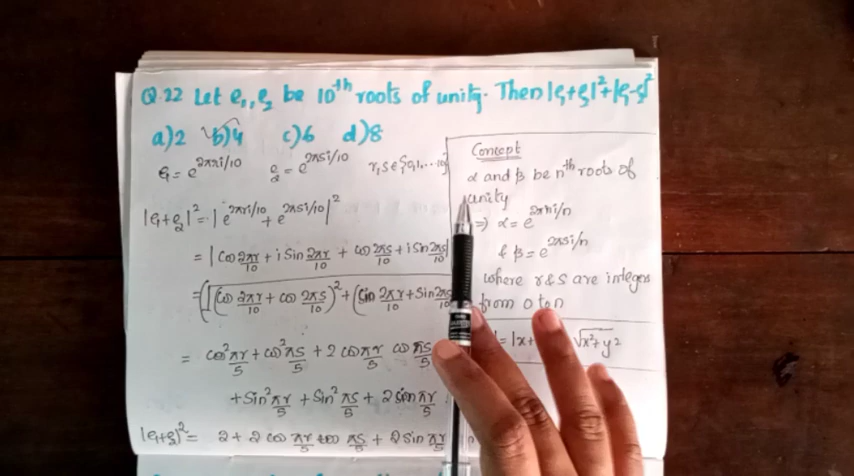 Q.22 Let e₁, e₂ be 10ᵗʰ roots of unity. Then |e₁+e₂|²+|e₁-e₂|²
a)2 b)4 c)6 d)8
e₁ = e^{2πri/10} e₂ = e^{2πsi/10} r,s ∈ {0,1,...10}
|e₁+e₂|² = |e^{2πri/10} + e^{2πsi/10}|²
= |Cos 2πr/10 + i Sin 2πr/10 + cos 2πs/10 + i Sin 2πs/10
= (√(Cos 2πr/10 + cos 2πs/10)² + (Sin 2πr/10 + Sin 2πs/10
= cos² πr/5 + cos² πs/5 + 2 cos πr/5 cos πs/5
+ Sin² πr/5 + Sin² πs/5 + 2 Sin πr/5
|e₁+e₂|² = 2 + 2 cos πr/5 cos πs/5 + 2 sin πr/5
Concept
α and β be nᵗʰ roots of
unity
⇒ α = e^{2πri/n}
& β = e^{2πsi/n}
where r & s are integers
from 0 to n
= |x+ √x²+y²